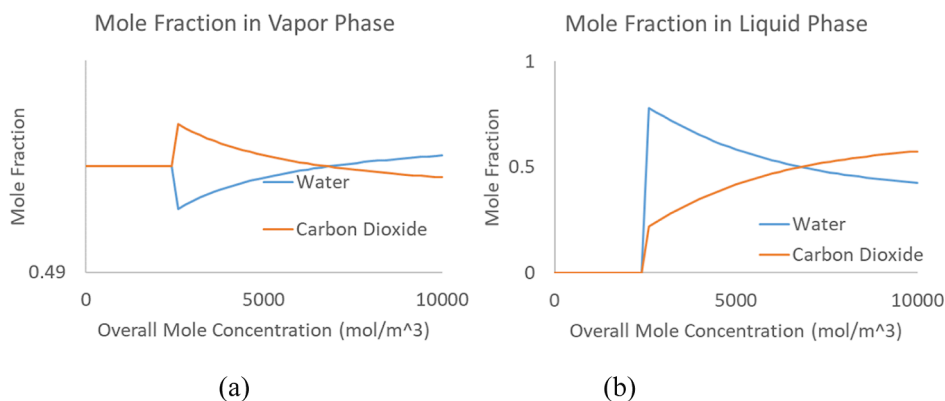 Mole Fraction in Vapor Phase
Mole Fraction
0.49
0
5000
10000
Water
Carbon Dioxide
Overall Mole Concentration (mol/m^3)
(a)
Mole Fraction in Liquid Phase
Mole Fraction
1
0.5
0
0
5000
10000
Water
Carbon Dioxide
Overall Mole Concentration (mol/m^3)
(b)